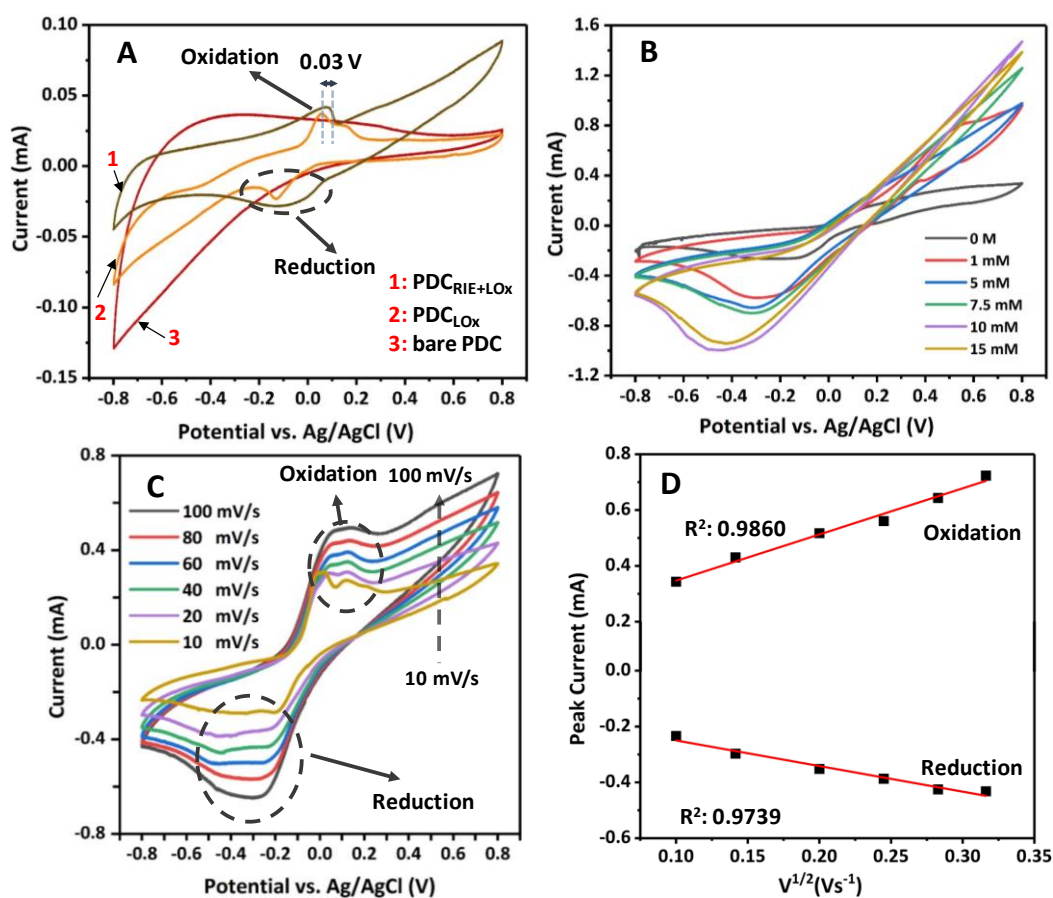 A
Oxidation
0.03 V
Reduction
1
2
3
1: PDC_RIE+LOx
2: PDC_LOx
3: bare PDC
0.10
0.05
0.00
-0.05
-0.10
-0.15
Current (mA)
-0.8 -0.6 -0.4 -0.2 0.0 0.2 0.4 0.6 0.8
Potential vs. Ag/AgCl (V)
B
1.6
1.2
0.8
0.4
0.0
-0.4
-0.8
-1.2
Current (mA)
0 M
1 mM
5 mM
7.5 mM
10 mM
15 mM
-0.8 -0.6 -0.4 -0.2 0.0 0.2 0.4 0.6 0.8
Potential vs. Ag/AgCl (V)
C
Oxidation
100 mV/s
100 mV/s
80 mV/s
60 mV/s
40 mV/s
20 mV/s
10 mV/s
10 mV/s
Reduction
0.8
0.4
0.0
-0.4
-0.8
Current (mA)
-0.8 -0.6 -0.4 -0.2 0.0 0.2 0.4 0.6 0.8
Potential vs. Ag/AgCl (V)
D
R²: 0.9860
Oxidation
Reduction
R²: 0.9739
0.8
0.6
0.4
0.2
0.0
-0.2
-0.4
-0.6
Peak Current (mA)
0.10 0.15 0.20 0.25 0.30 0.35
V^1/2(Vs⁻¹)